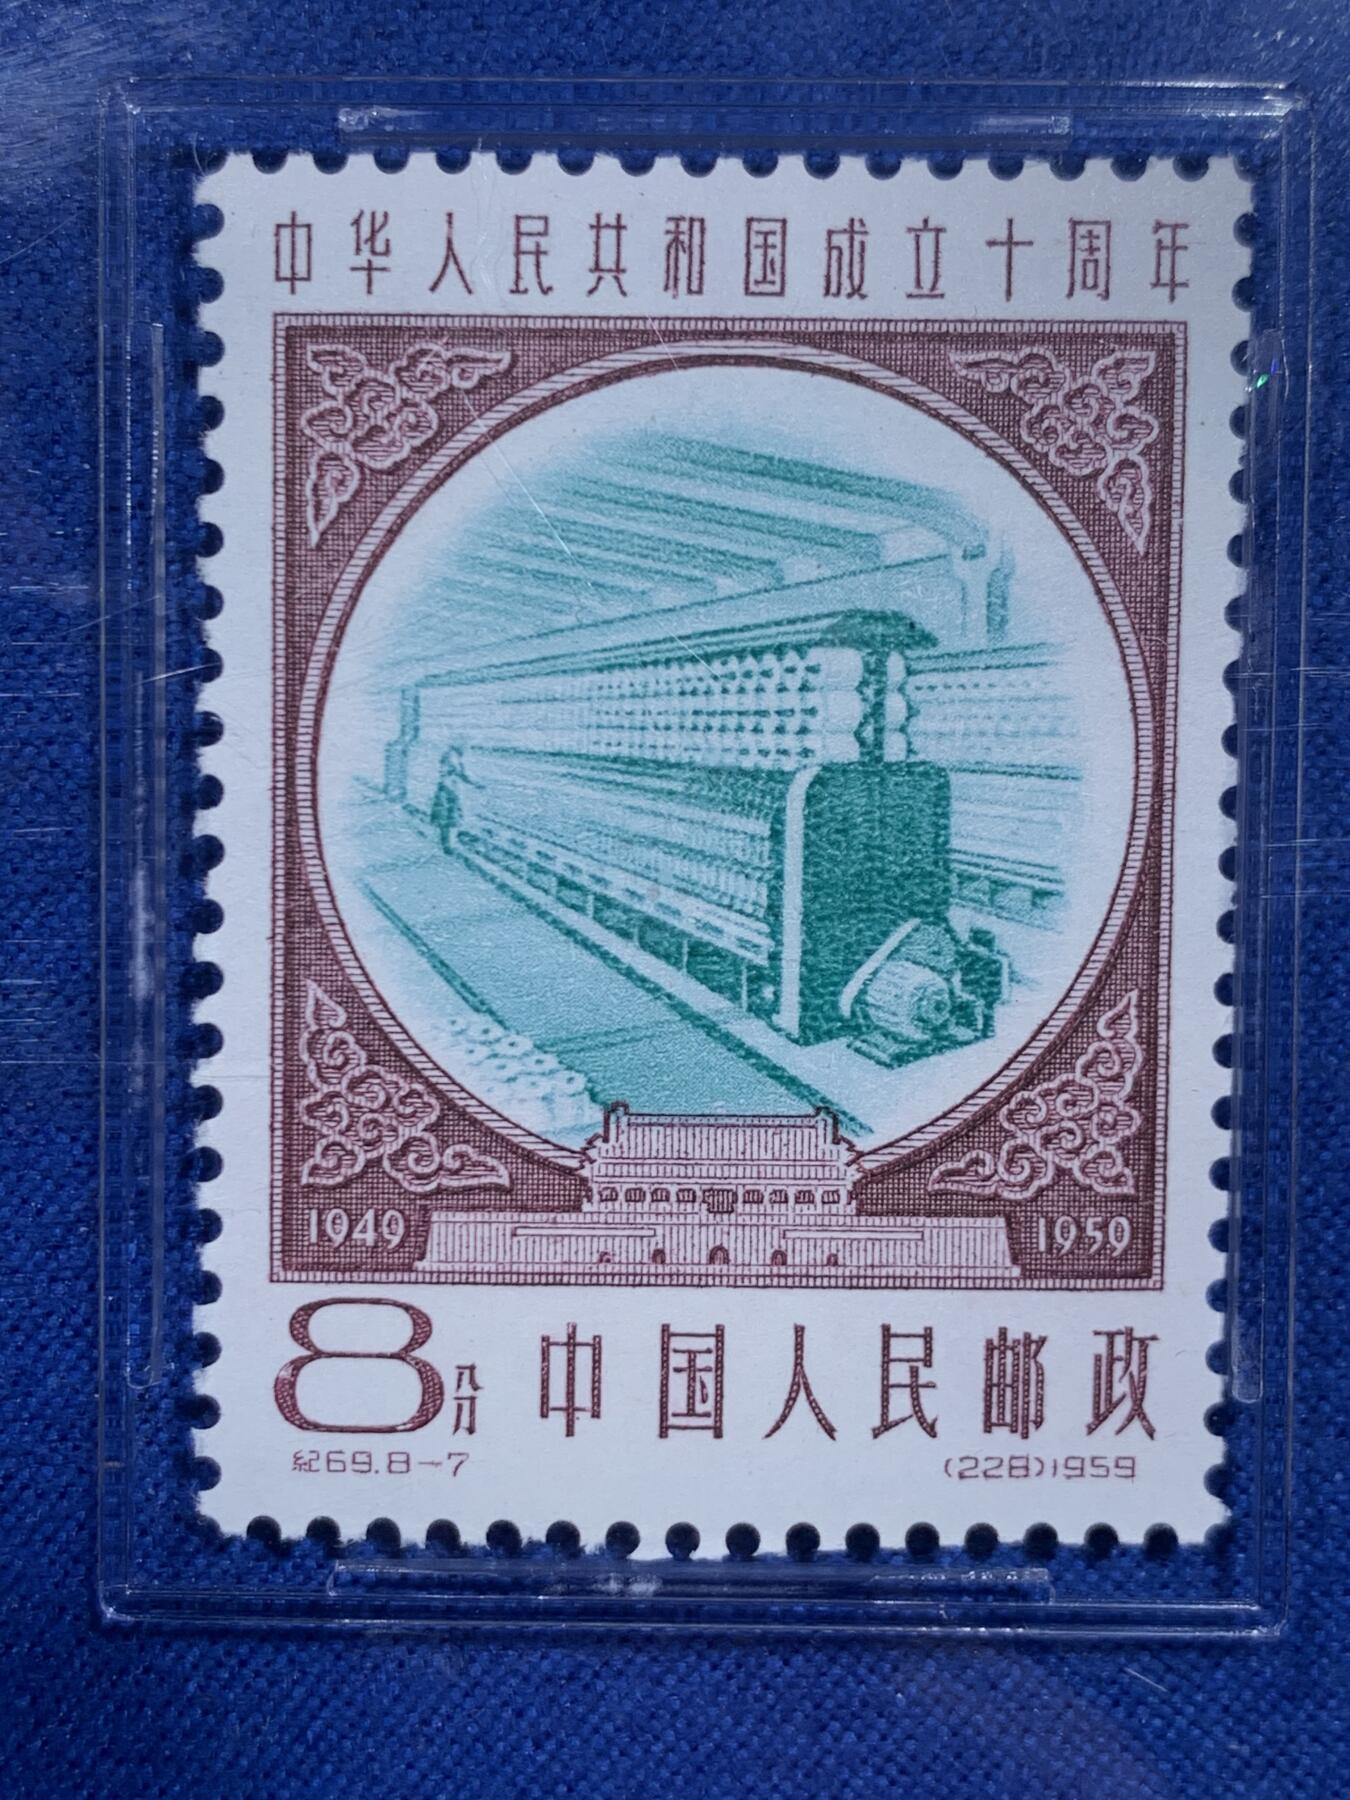 中华人民共和国成立十周年
1949 1959
8分 中国人民邮政
紀69.8-7 (228)1959